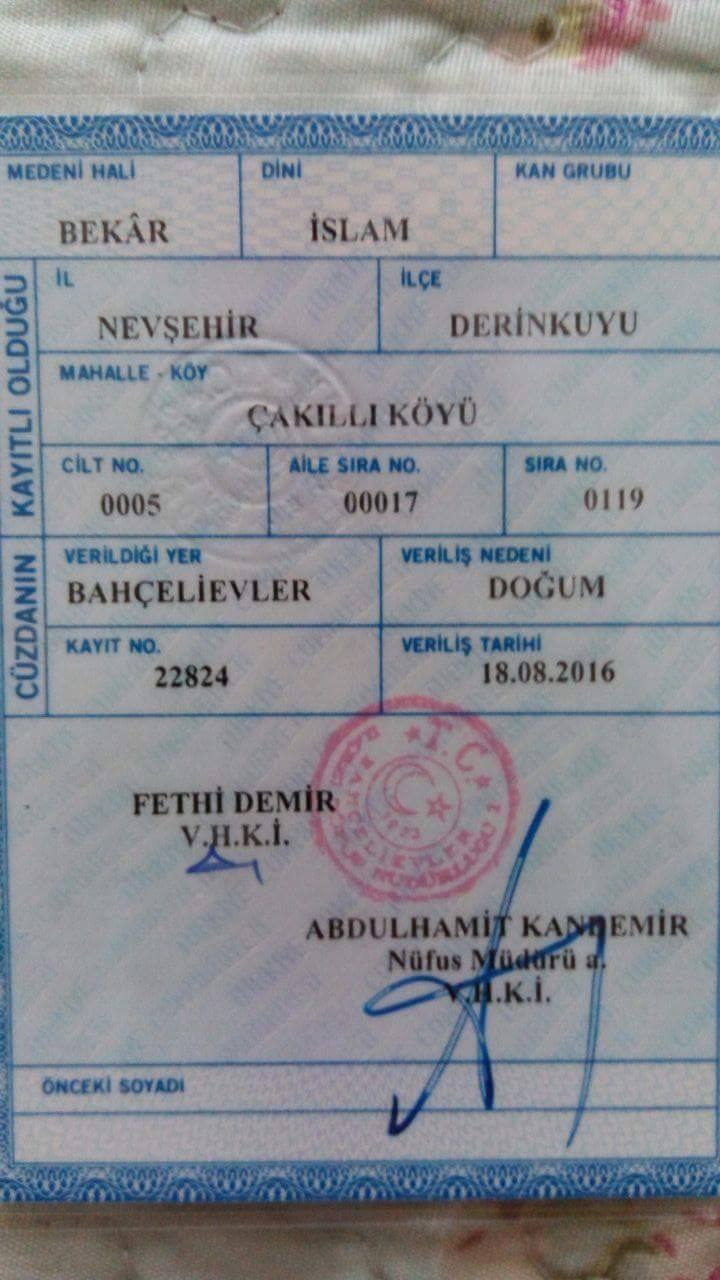 MEDENİ HALİ DİNİ KAN GRUBU
BEKÂR İSLAM
KAYITLI OLDUĞU
İL İLÇE
NEVŞEHİR DERİNKUYU
MAHALLE - KÖY
ÇAKILLI KÖYÜ
CİLT NO. AİLE SIRA NO. SIRA NO.
0005 00017 0119
CÜZDANIN
VERİLDİĞİ YER VERİLİŞ NEDENİ
BAHÇELİEVLER DOĞUM
KAYIT NO. VERİLİŞ TARİHİ
22824 18.08.2016
T.C.
BAHÇELİEVLER
FETHİ DEMİR
V.H.K.İ.
ABDULHAMİT KANDEMİR
Nüfus Müdürü a.
V.H.K.İ.
ÖNCEKİ SOYADI